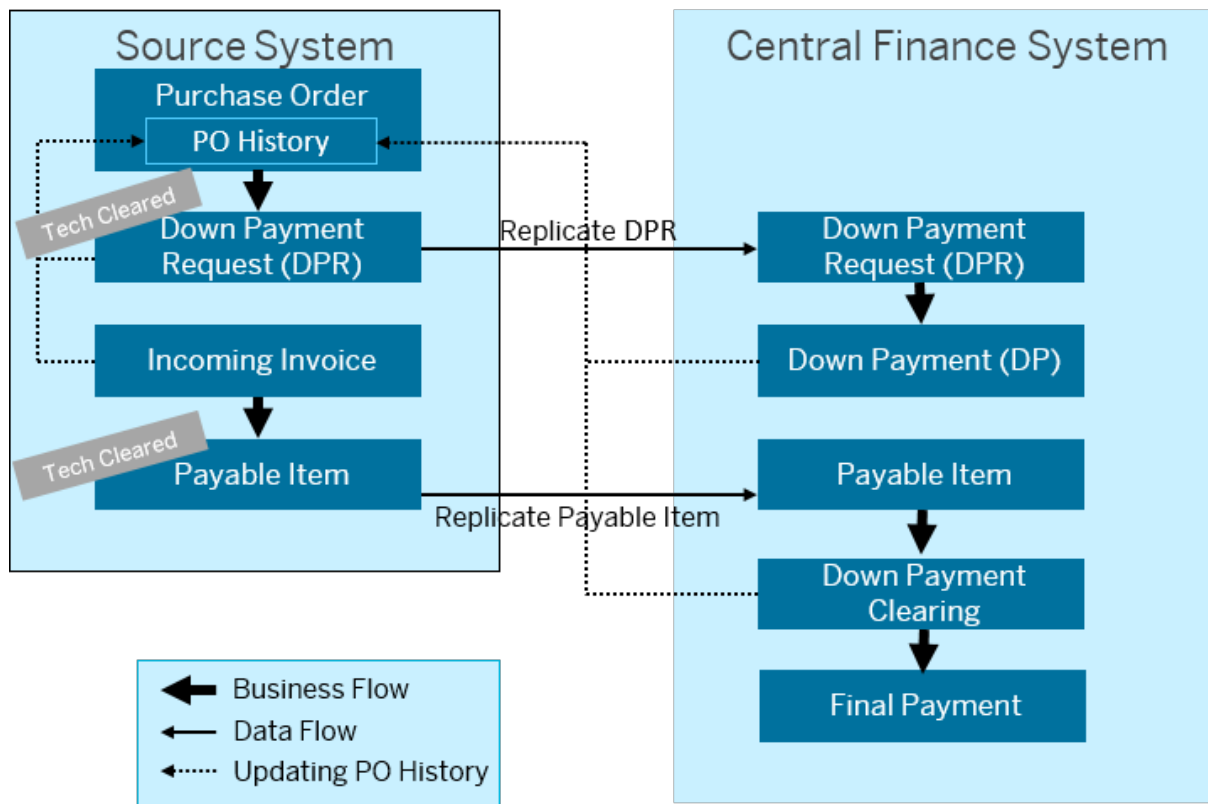 Source System
Central Finance System
Purchase Order
PO History
Tech Cleared
Down Payment
Request (DPR)
Replicate DPR
Down Payment
Request (DPR)
Incoming Invoice
Down Payment (DP)
Tech Cleared
Payable Item
Replicate Payable Item
Payable Item
Down Payment
Clearing
Final Payment
Business Flow
Data Flow
Updating PO History